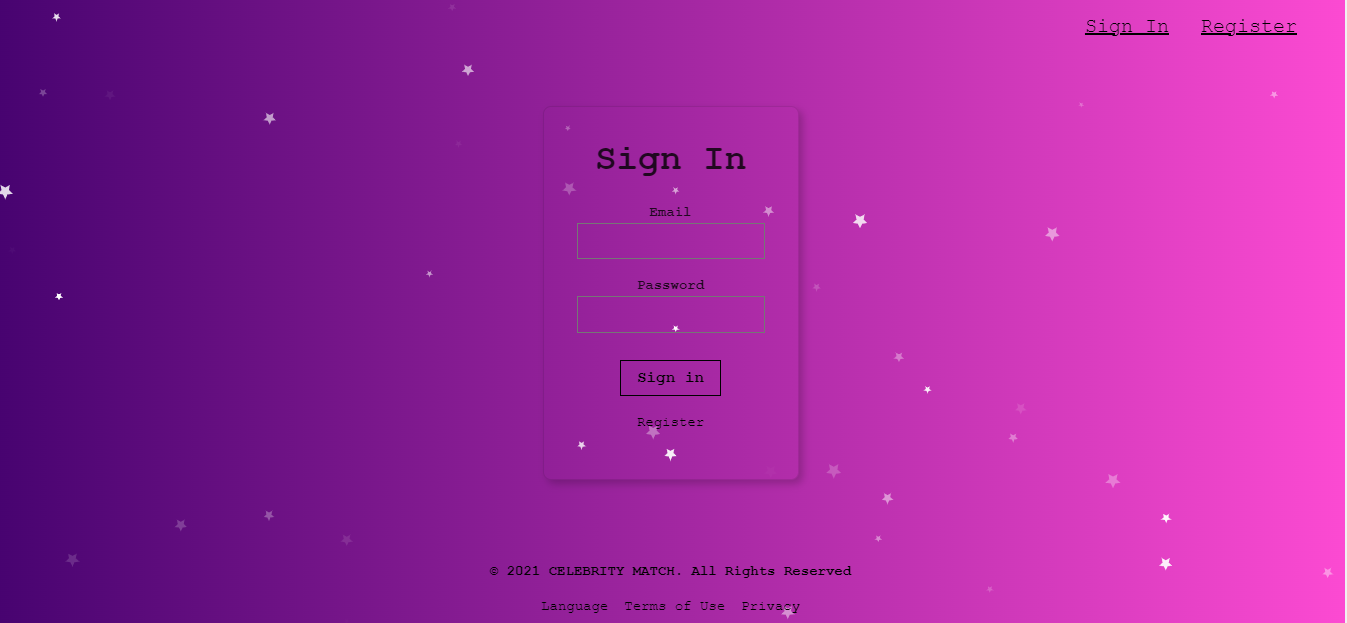 Sign In Register
Sign In
Email
Password
Sign in
Register
© 2021 CELEBRITY MATCH. All Rights Reserved
Language Terms of Use Privacy